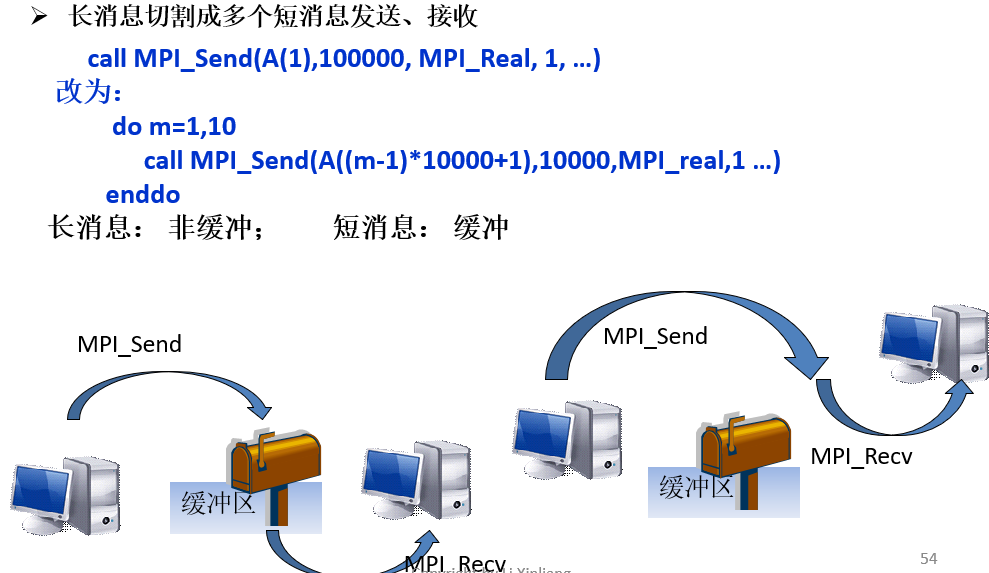 ➢ 长消息切割成多个短消息发送、接收
call MPI_Send(A(1),100000, MPI_Real, 1, …)
改为：
do m=1,10
call MPI_Send(A((m-1)*10000+1),10000,MPI_real,1 …)
enddo
长消息： 非缓冲； 短消息： 缓冲
MPI_Send
缓冲区
MPI_Recv
MPI_Send
缓冲区
MPI_Recv
Copyright by Li Xinliang
54